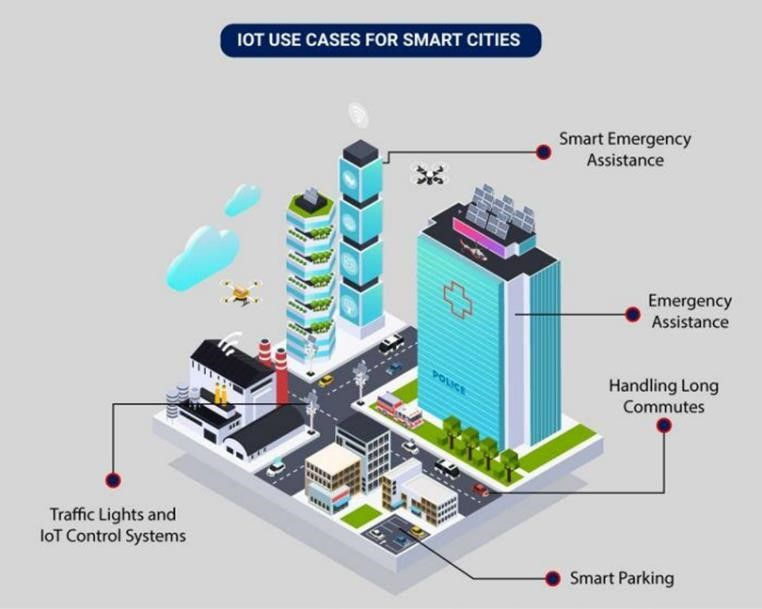 IOT USE CASES FOR SMART CITIES
Smart Emergency
Assistance
Emergency
Assistance
POLICE
Handling Long
Commutes
Traffic Lights and
IoT Control Systems
Smart Parking